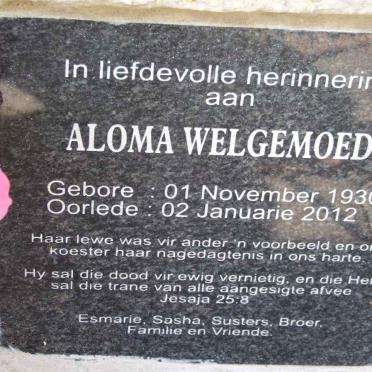 In liefdevolle herinnerin
aan
ALOMA WELGEMOED
Gebore : 01 November 1930
Oorlede : 02 Januarie 2012
Haar lewe was vir ander 'n voorbeeld en on
koester haar nagedagtenis in ons harte.
Hy sal die dood vir ewig vernietig, en die He
sal die trane van alle aangesigte afvee
Jesaja 25:8
Esmarie, Sasha, Susters, Broer,
Familie en Vriende.